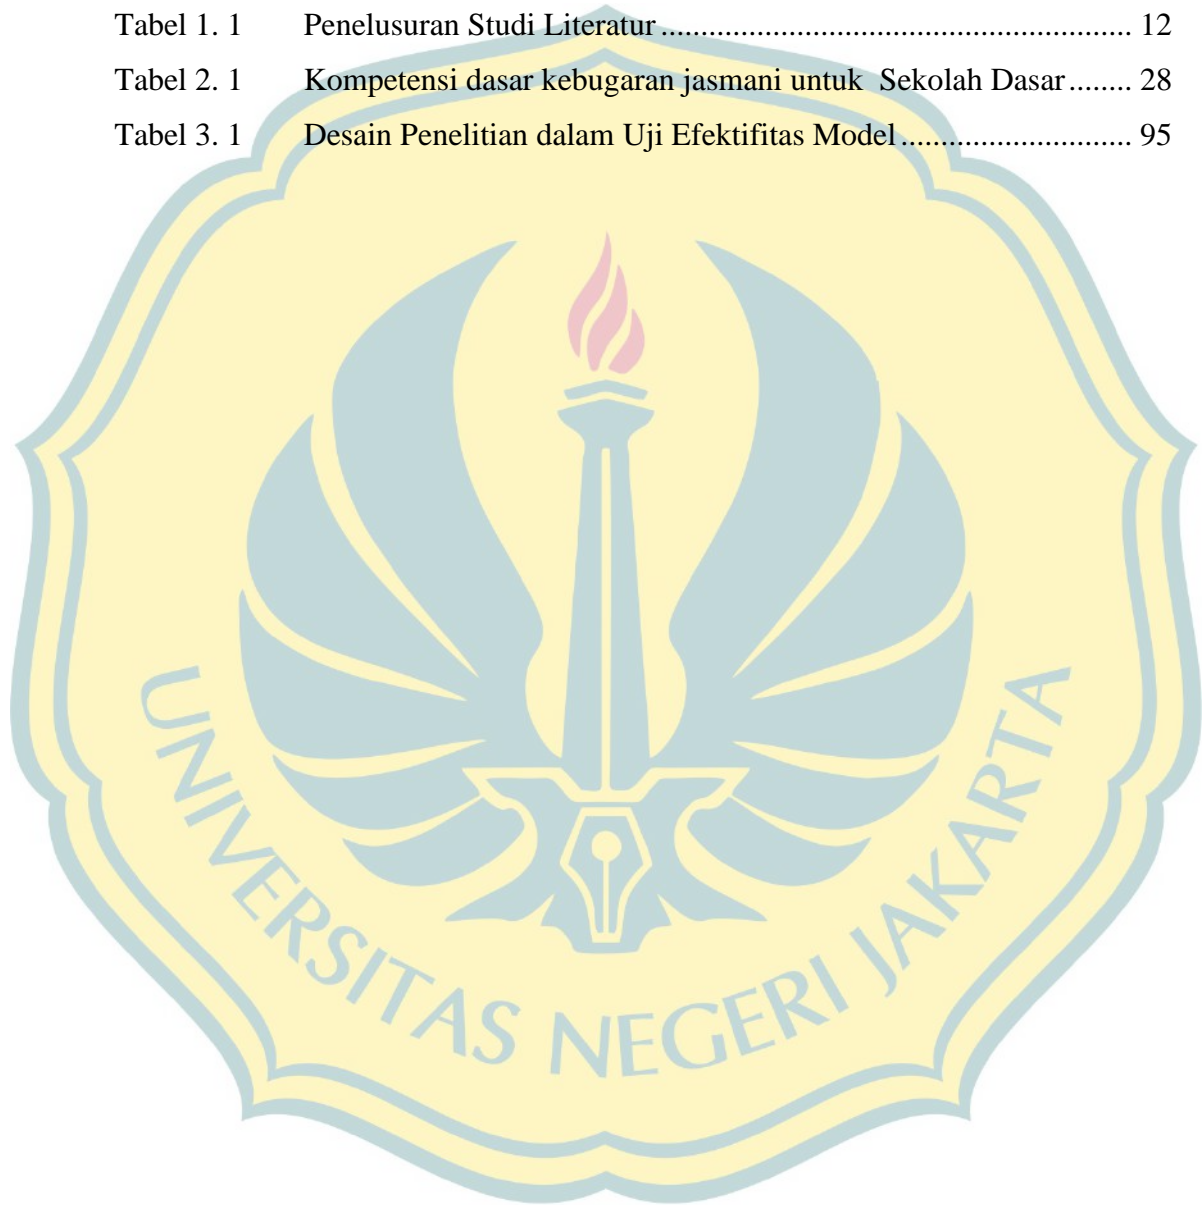 Tabel 1. 1 Penelusuran Studi Literatur ........................................................... 12
Tabel 2. 1 Kompetensi dasar kebugaran jasmani untuk Sekolah Dasar ........ 28
Tabel 3. 1 Desain Penelitian dalam Uji Efektifitas Model ............................. 95
UNIVERSITAS NEGERI JAKARTA